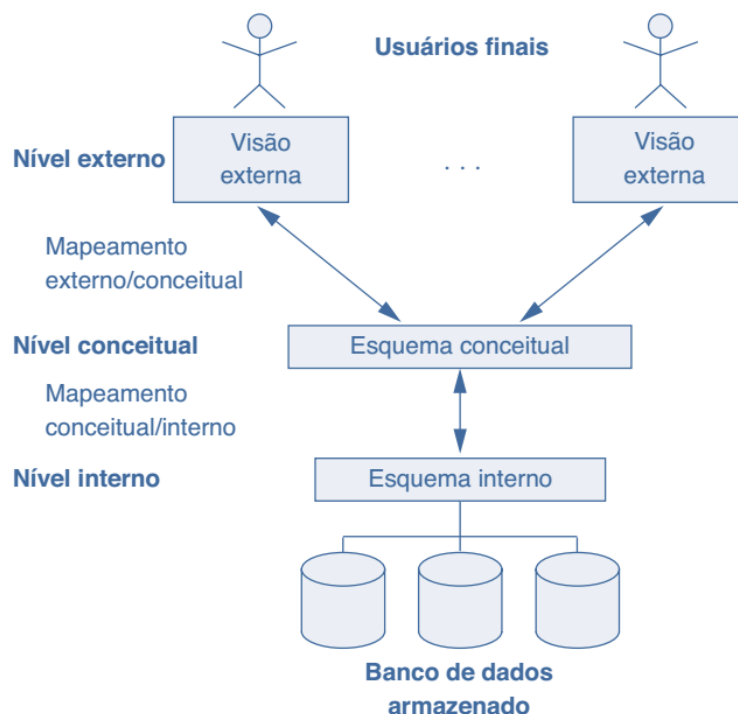 Usuários finais
Nível externo
Visão
externa
. . .
Visão
externa
Mapeamento
externo/conceitual
Nível conceitual
Esquema conceitual
Mapeamento
conceitual/interno
Nível interno
Esquema interno
Banco de dados
armazenado